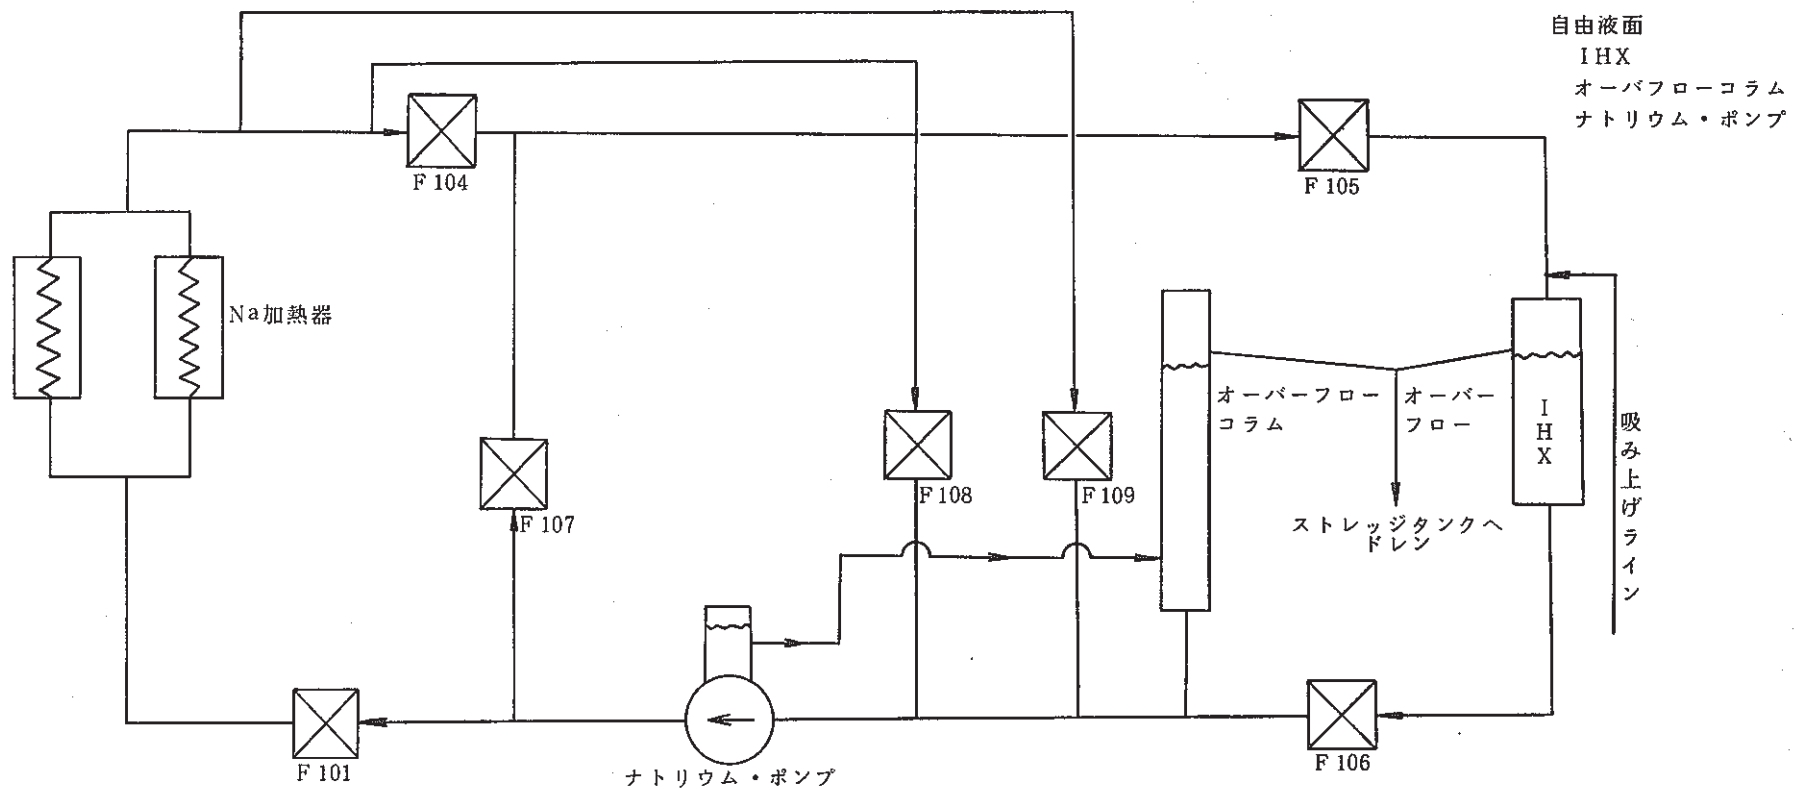 自由液面
IHX
オーバフローコラム
ナトリウム・ポンプ
F 104
F 105
Na加熱器
オーバーフロー
コラム
オーバー
フロー
IHX
吸み上げライン
F 107
F 108
F 109
ストレッジタンクへ
ドレン
F 101
ナトリウム・ポンプ
F 106